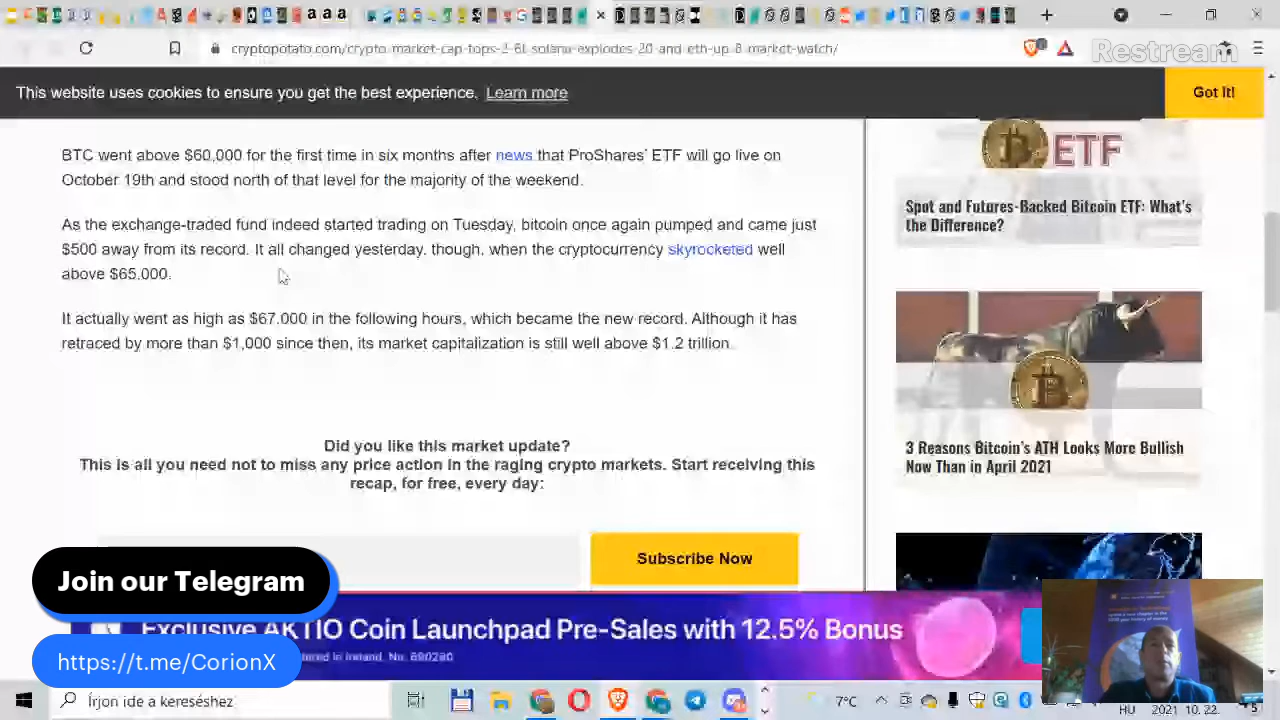 cryptopotato.com/crypto-market-cap-tops-2-6t-solana-explodes-20-and-eth-up-8-market-watch/
Restream
This website uses cookies to ensure you get the best experience. Learn more
Got It!
BTC went above $60,000 for the first time in six months after news that ProShares' ETF will go live on
October 19th and stood north of that level for the majority of the weekend.
As the exchange-traded fund indeed started trading on Tuesday, bitcoin once again pumped and came just
$500 away from its record. It all changed yesterday, though, when the cryptocurrency skyrocketed well
above $65,000.
It actually went as high as $67,000 in the following hours, which became the new record. Although it has
retraced by more than $1,000 since then, its market capitalization is still well above $1.2 trillion.
Did you like this market update?
This is all you need not to miss any price action in the raging crypto markets. Start receiving this
recap, for free, every day:
Subscribe Now
ETF
Spot and Futures-Backed Bitcoin ETF: What's
the Difference?
3 Reasons Bitcoin's ATH Looks More Bullish
Now Than in April 2021
Join our Telegram
https://t.me/CorionX
Exclusive AKTIO Coin Launchpad Pre-Sales with 12.5% Bonus
in Ireland. No.
Írjon ide a kereséshez
7°C
HU
2021. 10. 22